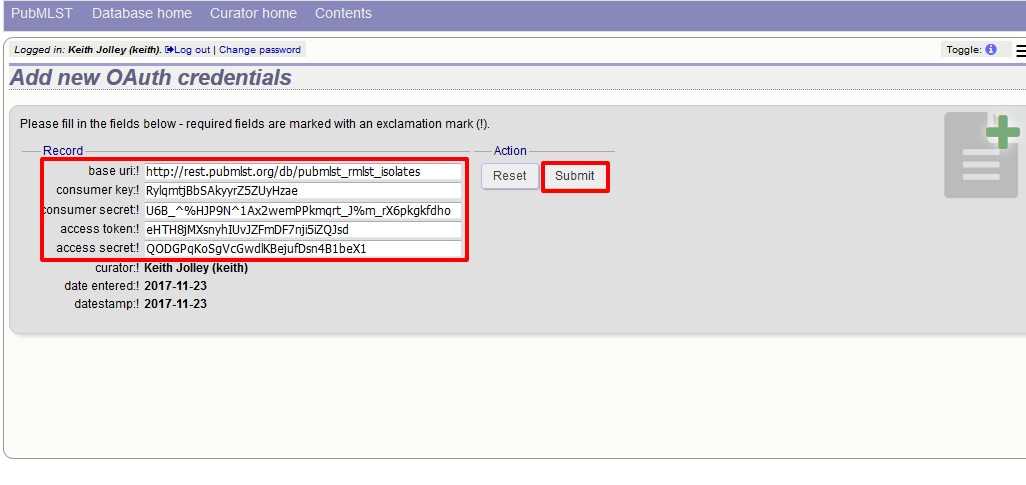 PubMLST Database home Curator home Contents
Logged in: Keith Jolley (keith). Log out | Change password Toggle: i
Add new OAuth credentials
Please fill in the fields below - required fields are marked with an exclamation mark (!).
Record Action
base uri:! http://rest.pubmlst.org/db/pubmlst_rmlst_isolates Reset Submit
consumer key:! RylqmtjBbSAkyyrZ5ZUyHzae
consumer secret:! U6B_^%HJP9N^1Ax2wemPPkmqrt_J%m_rX6pkgkfdho
access token:! eHTH8jMXsnyhIUvJZFmDF7nji5iZQJsd
access secret:! QODGPqKoSgVcGwdlKBejufDsn4B1beX1
curator:! Keith Jolley (keith)
date entered:! 2017-11-23
datestamp:! 2017-11-23